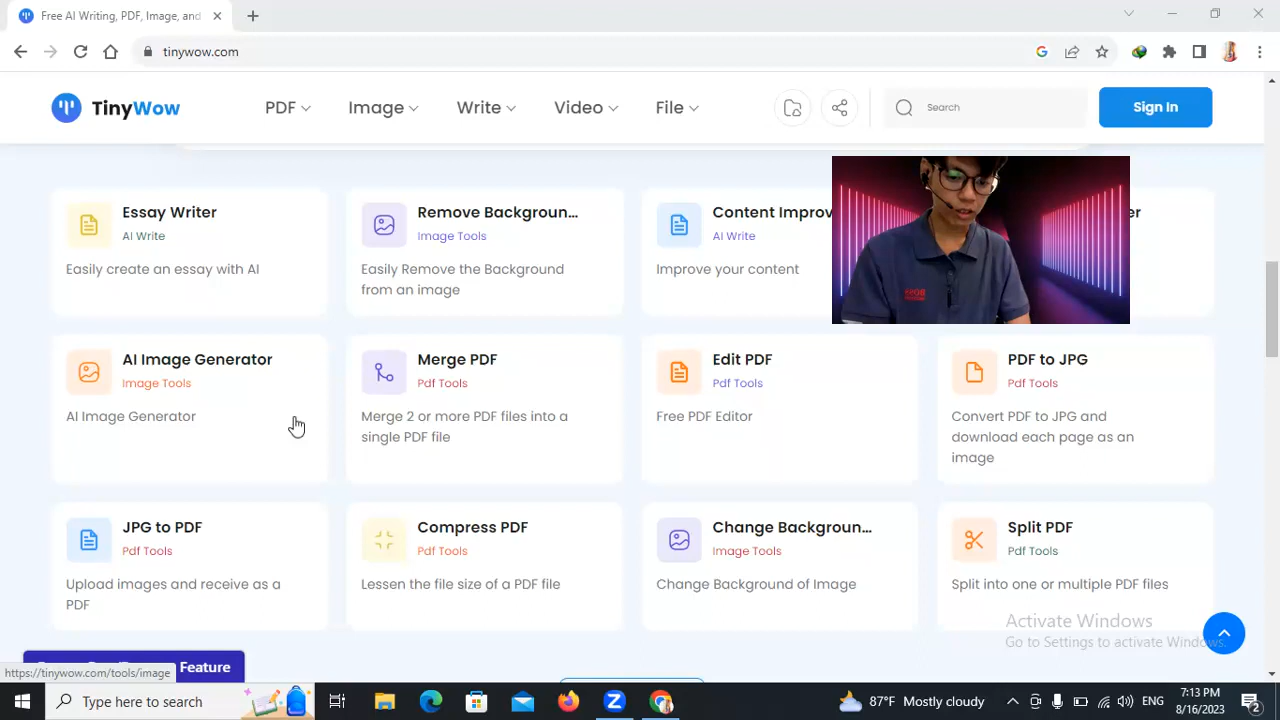 Free AI Writing, PDF, Image, and
tinywow.com
TinyWow
PDF
Image
Write
Video
File
Search
Sign In
Essay Writer
AI Write
Easily create an essay with AI
Remove Backgroun...
Image Tools
Easily Remove the Background
from an image
Content Improv
AI Write
Improve your content
er
AI Image Generator
Image Tools
AI Image Generator
Merge PDF
Pdf Tools
Merge 2 or more PDF files into a
single PDF file
Edit PDF
Pdf Tools
Free PDF Editor
PDF to JPG
Pdf Tools
Convert PDF to JPG and
download each page as an
image
JPG to PDF
Pdf Tools
Upload images and receive as a
PDF
Compress PDF
Pdf Tools
Lessen the file size of a PDF file
Change Backgroun...
Image Tools
Change Background of Image
Split PDF
Pdf Tools
Split into one or multiple PDF files
Activate Windows
Go to Settings to activate Windows.
Feature
https://tinywow.com/tools/image
Type here to search
87°F Mostly cloudy
ENG
7:13 PM
8/16/2023
2